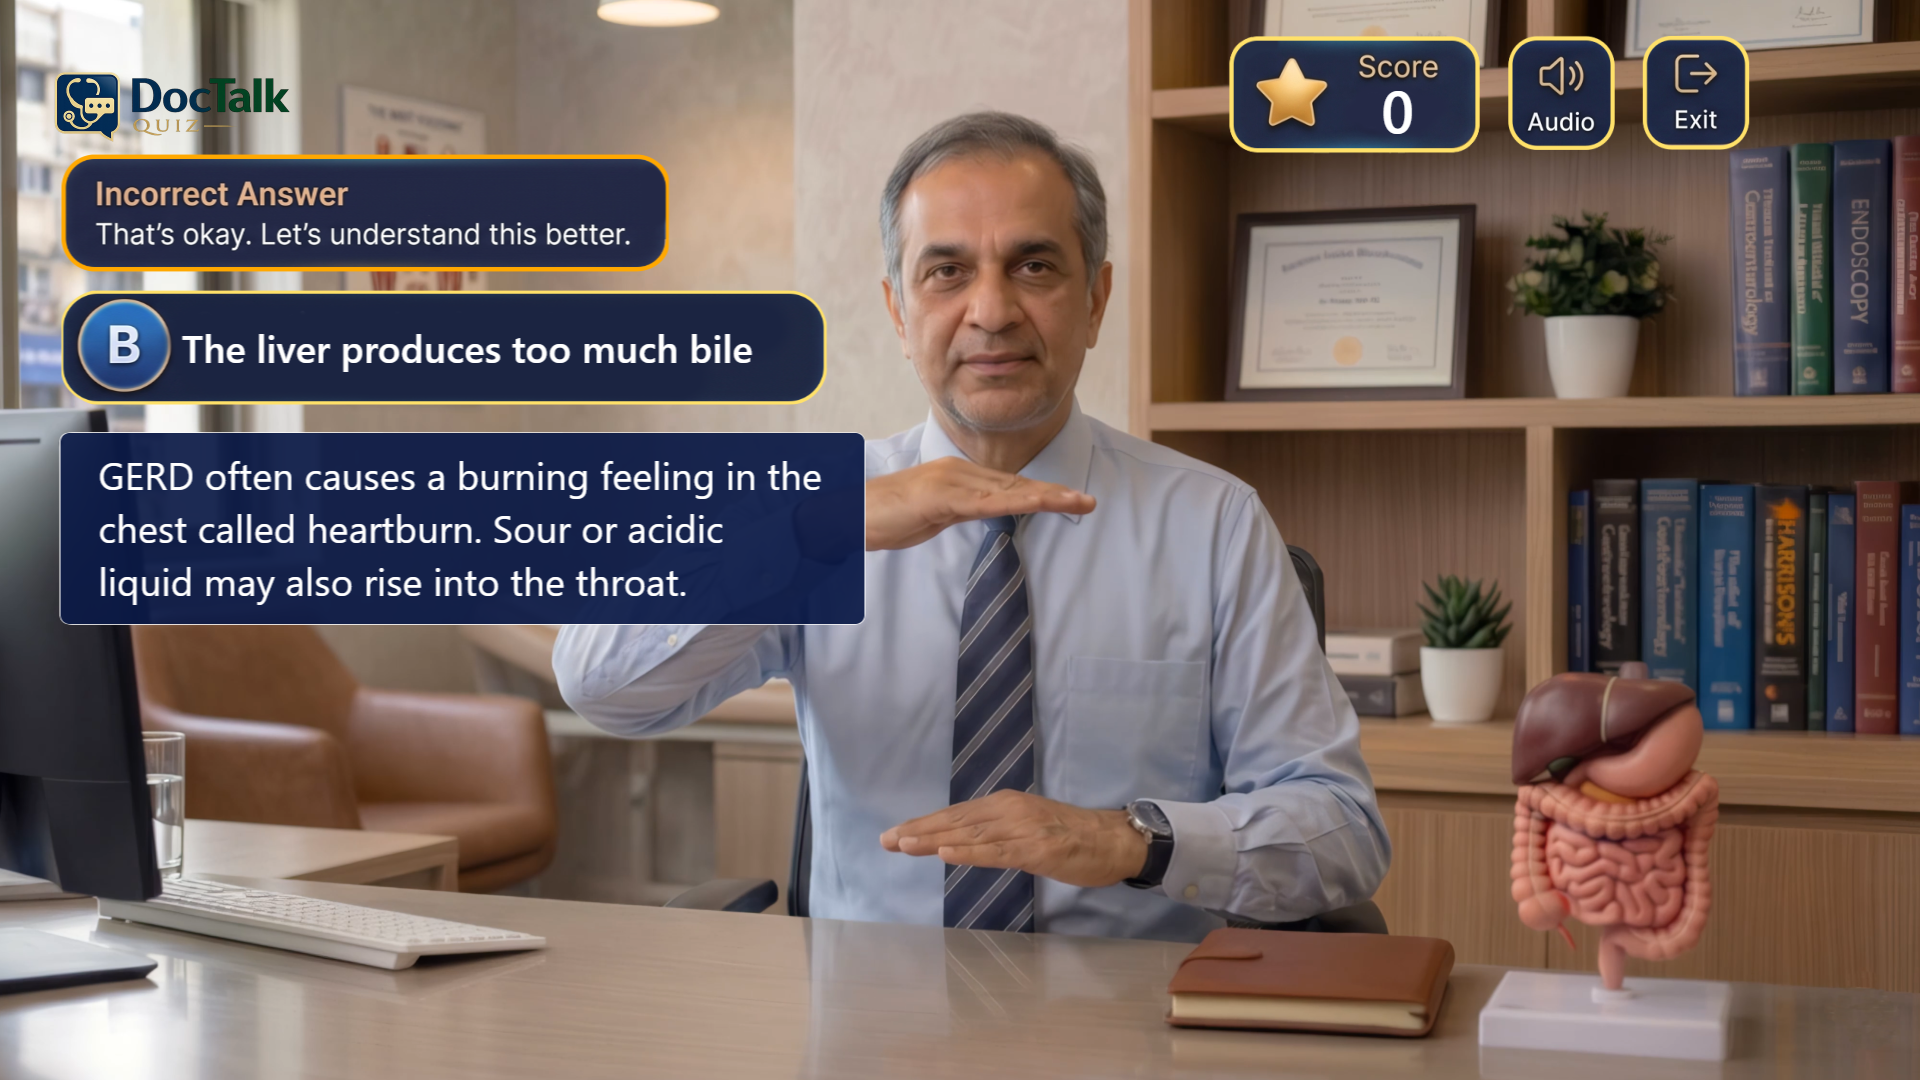 DocTalk
QUIZ
Score
0
Audio
Exit
Incorrect Answer
That's okay. Let's understand this better.
B
The liver produces too much bile
GERD often causes a burning feeling in the
chest called heartburn. Sour or acidic
liquid may also rise into the throat.
ENDOSCOPY
HARRISON'S